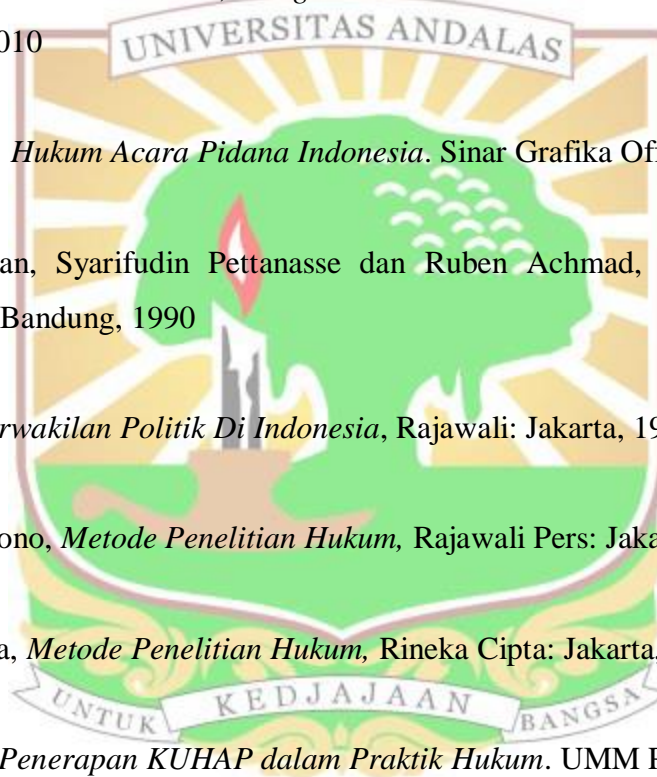 010
UNIVERSITAS ANDALAS
Hukum Acara Pidana Indonesia. Sinar Grafika
an, Syarifudin Pettanasse dan Ruben Achmad,
Bandung, 1990
rwakilan Politik Di Indonesia, Rajawali: Jakarta, 19
ono, Metode Penelitian Hukum, Rajawali Pers: Jaka
a, Metode Penelitian Hukum, Rineka Cipta: Jakarta,
UNTUK KEDJAJAAN BANGSA
Penerapan KUHAP dalam Praktik Hukum. UMM